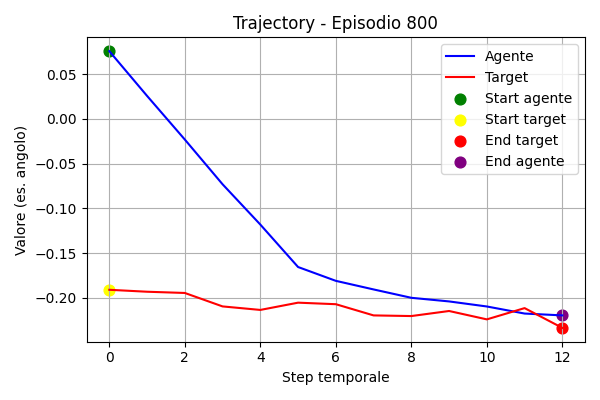 Trajectory - Episodio 800
Valore (es. angolo)
0.05
0.00
−0.05
−0.10
−0.15
−0.20
0 2 4 6 8 10 12
Step temporale
Agente
Target
Start agente
Start target
End target
End agente